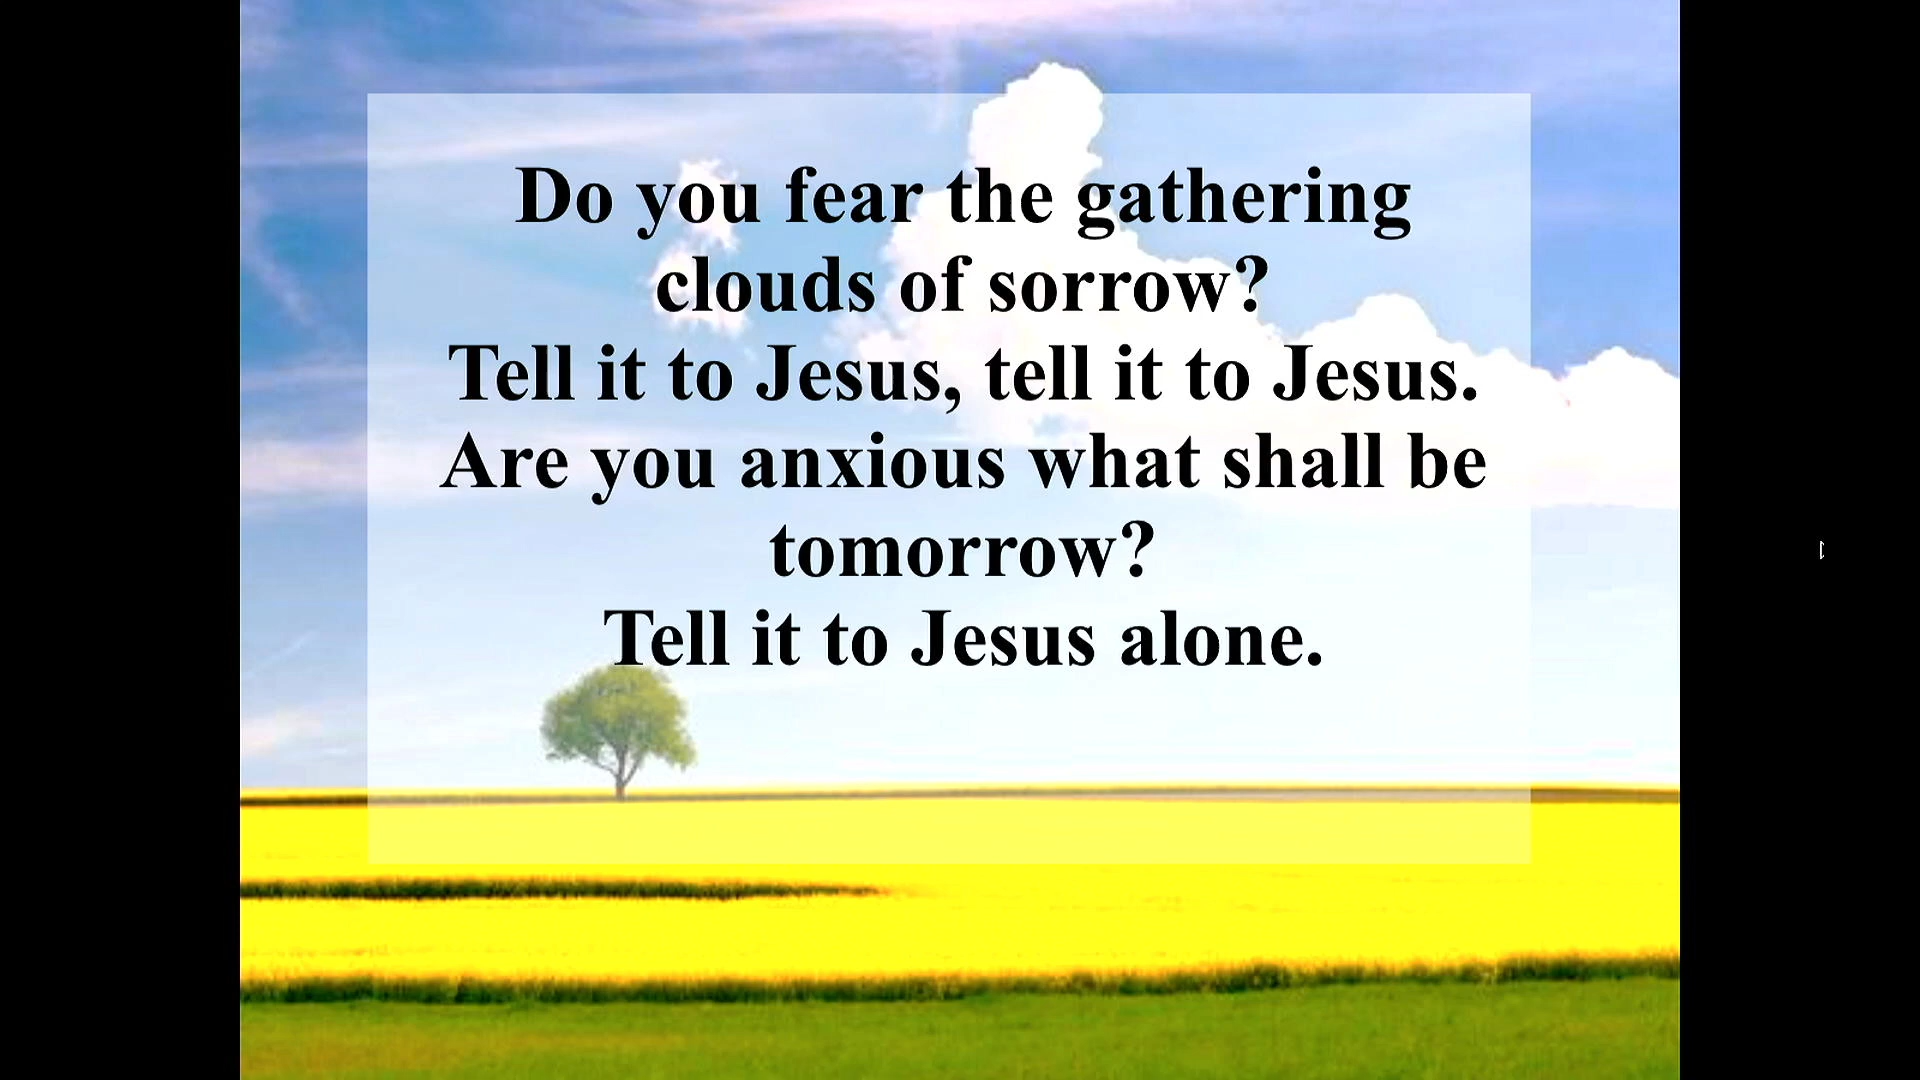 Do you fear the gathering
clouds of sorrow?
Tell it to Jesus, tell it to Jesus.
Are you anxious what shall be
tomorrow?
Tell it to Jesus alone.